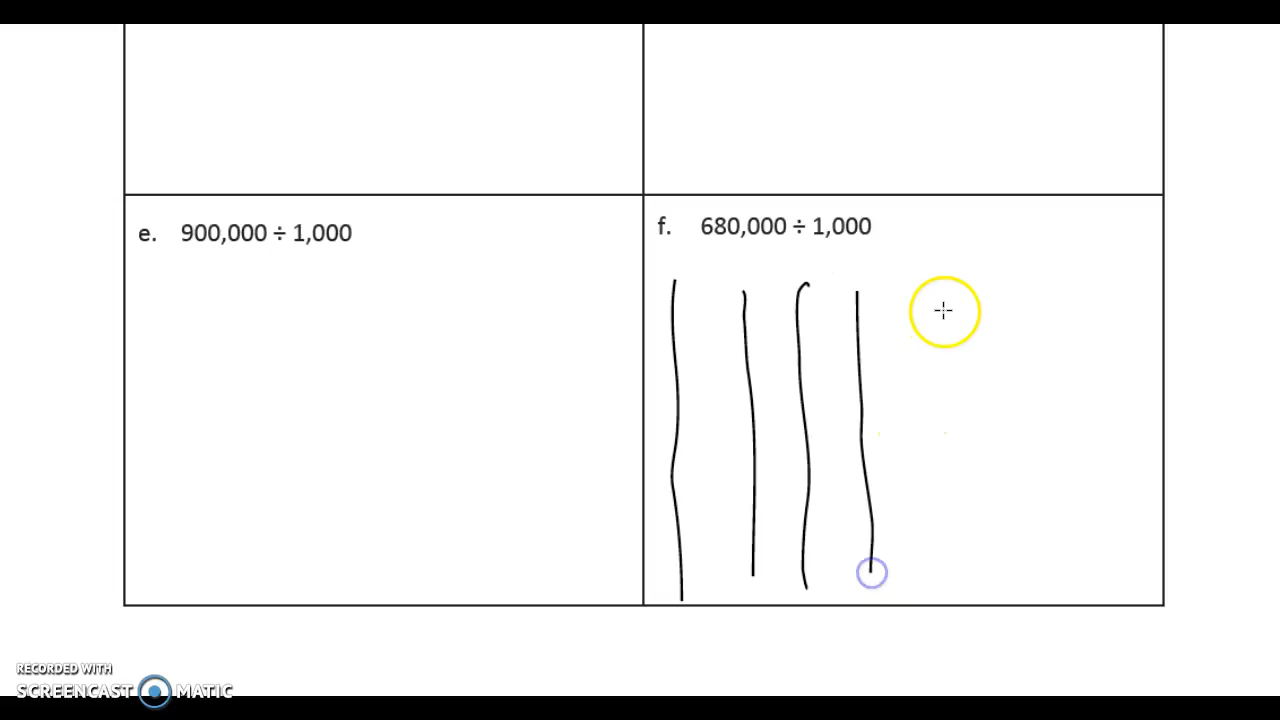 e. 900,000 ÷ 1,000
f. 680,000 ÷ 1,000
RECORDED WITH
SCREENCAST MATIC